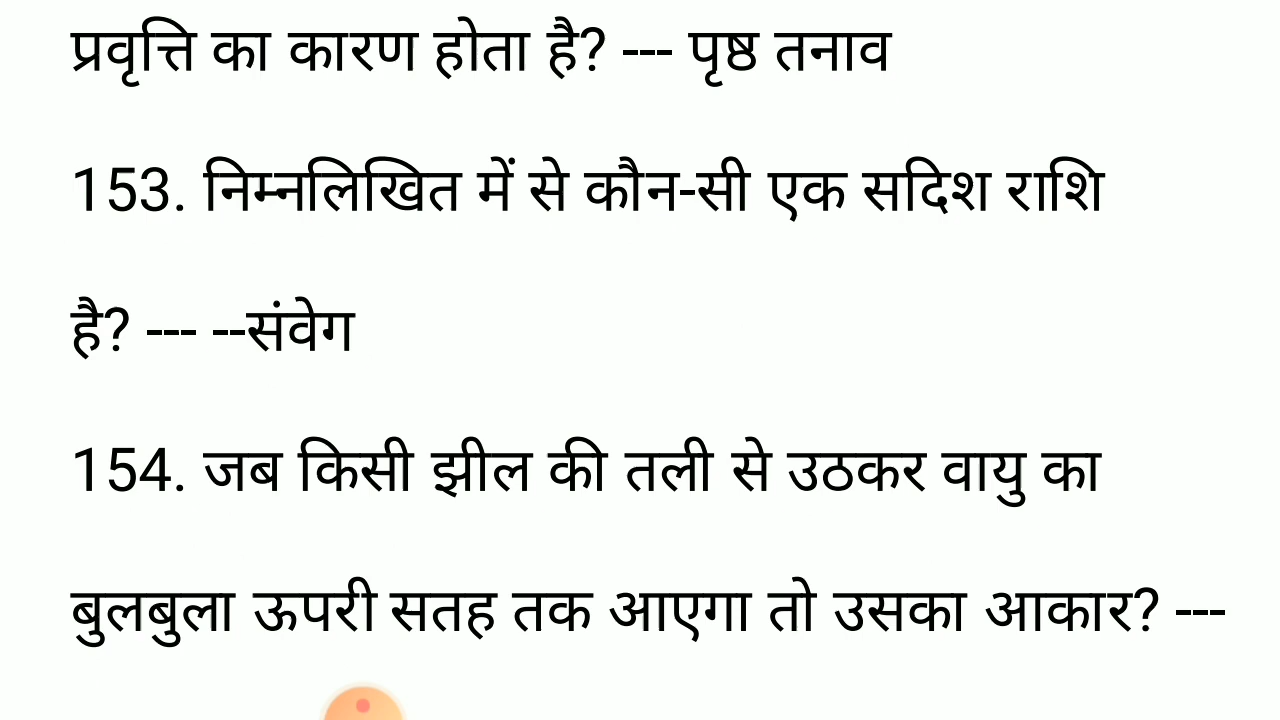 प्रवृत्ति का कारण होता है? --- पृष्ठ तनाव
153. निम्नलिखित में से कौन-सी एक सदिश राशि
है? --- --संवेग
154. जब किसी झील की तली से उठकर वायु का
बुलबुला ऊपरी सतह तक आएगा तो उसका आकार? ---